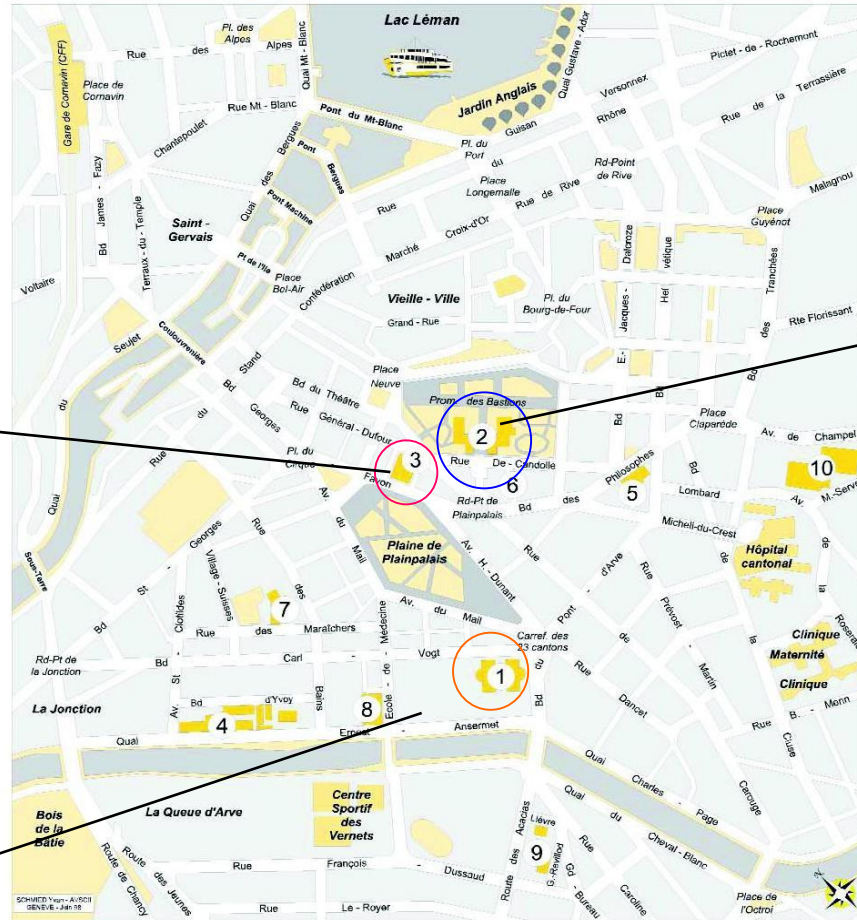 Lac Léman
Pl. des
Alpes
Rue des Alpes
Quai Mt - Blanc
Gare de Cornavin (CFF)
Place de
Cornavin
Rue Mt - Blanc
Chantepoulet
Pont du Mt-Blanc
Jardin Anglais
Quai Gustave - Ador
Pictet - de - Rochemont
Versonnex
Rue de la Terrassière
Guisan
Rhône
Quai des Bergues
Pont
Bergues
Pl. du
Port
du
Rd-Point
de Rive
Place
Longemalle
Rue de Rive
Malagnou
Bd James - Fazy
Terraux - du - Temple
Saint -
Gervais
Pont Machine
Rue
Marché
Croix-d'Or
Place
Guyénot
Pt de l'Ile
Place
Bel-Air
Confédération
Voltaire
Vieille - Ville
Pl. du
Bourg-de-Four
E.- Jacques - Dalcroze
Bd Helvétique
Bd des Tranchées
Rte Florissant
Grand - Rue
Seujet
Coulouvrenière
Stand
Bd du Théâtre
Place
Neuve
Bd Georges
Rue Général - Dufour
Prom. des Bastions
2
Place
Claparède
Av. de Champel
Quai du
Rue du
Pl. du
Cirque
3
Favon
Rue De - Candolle
6
Rd-Pt de
Plainpalais
Bd des Philosophes
5
Lombard
10
Av. M.-Serve
Micheli-du-Crest
Hôpital
cantonal
Plaine de
Plainpalais
Av. du Mail
Av. H. - Dunant
Sous-Terre
Bd St - Georges
Village - Suisses
7
Rue des Maraîchers
Rue des Bains
Av. du Mail
Carref. des
23 cantons
Rue Pont - d'Arve
Rue Prévost - Martin
de la Roseraie
Clinique
Maternité
Clinique
Rd-Pt de
la Jonction
Bd Carl - Vogt
Av. St - Clotildes
Ecole - de - Médecine
1
Bd du
Rue Dancet
Rue B. - Menn
La Jonction
Bd d'Yvoy
4
8
Quai Ernest - Ansermet
Rue de Carouge
de la Cluse
Quai Charles - Page
Quai du Cheval - Blanc
Bois
de la
Bâtie
La Queue d'Arve
Centre
Sportif
des
Vernets
Route des Acacias
Lièvre
9
G.-Revilliod
Rue Gd - Bureau
Rue Caroline
Route de Chancy
Route des Jeunes
Rue François - Dussaud
Rue Le - Royer
Place de
l'Octroi
N
SCHMIED Yvan - AVSCII
GENEVE - Juin 98